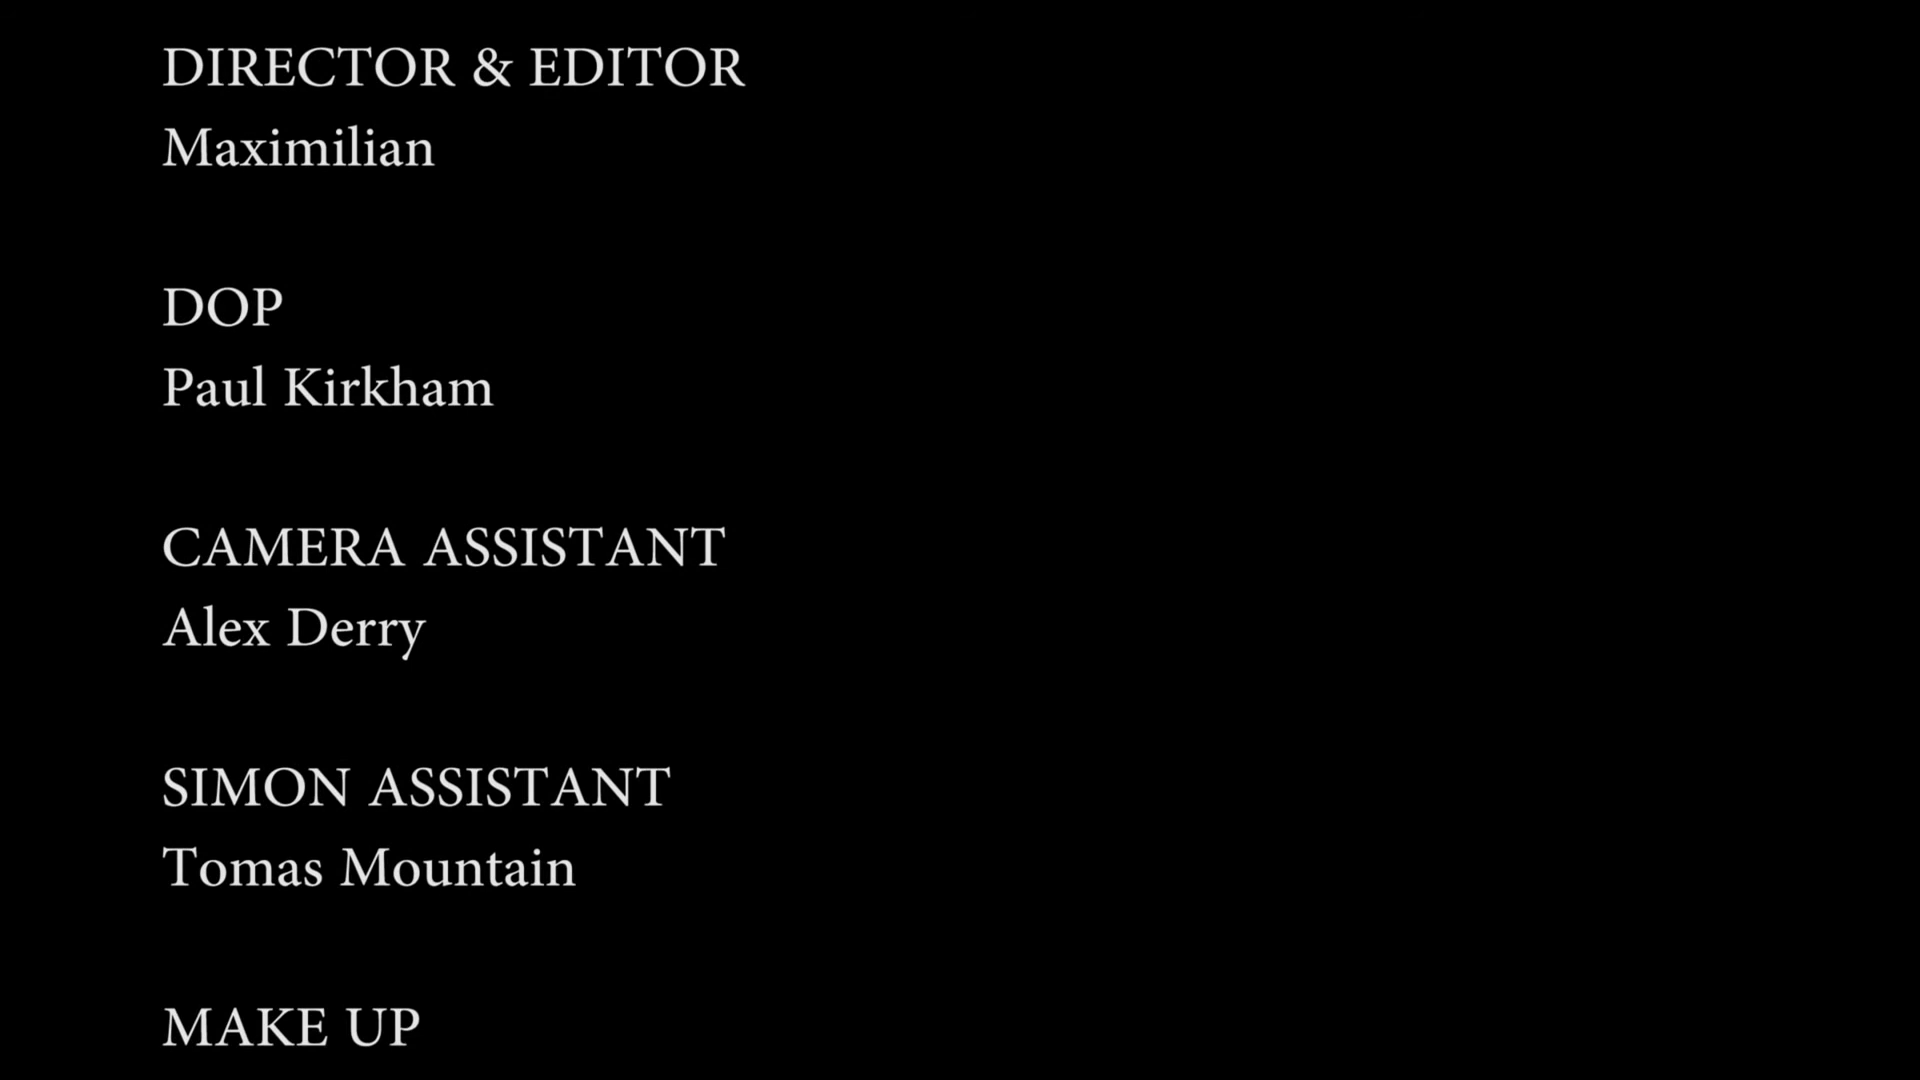 DIRECTOR & EDITOR
Maximilian
DOP
Paul Kirkham
CAMERA ASSISTANT
Alex Derry
SIMON ASSISTANT
Tomas Mountain
MAKE UP